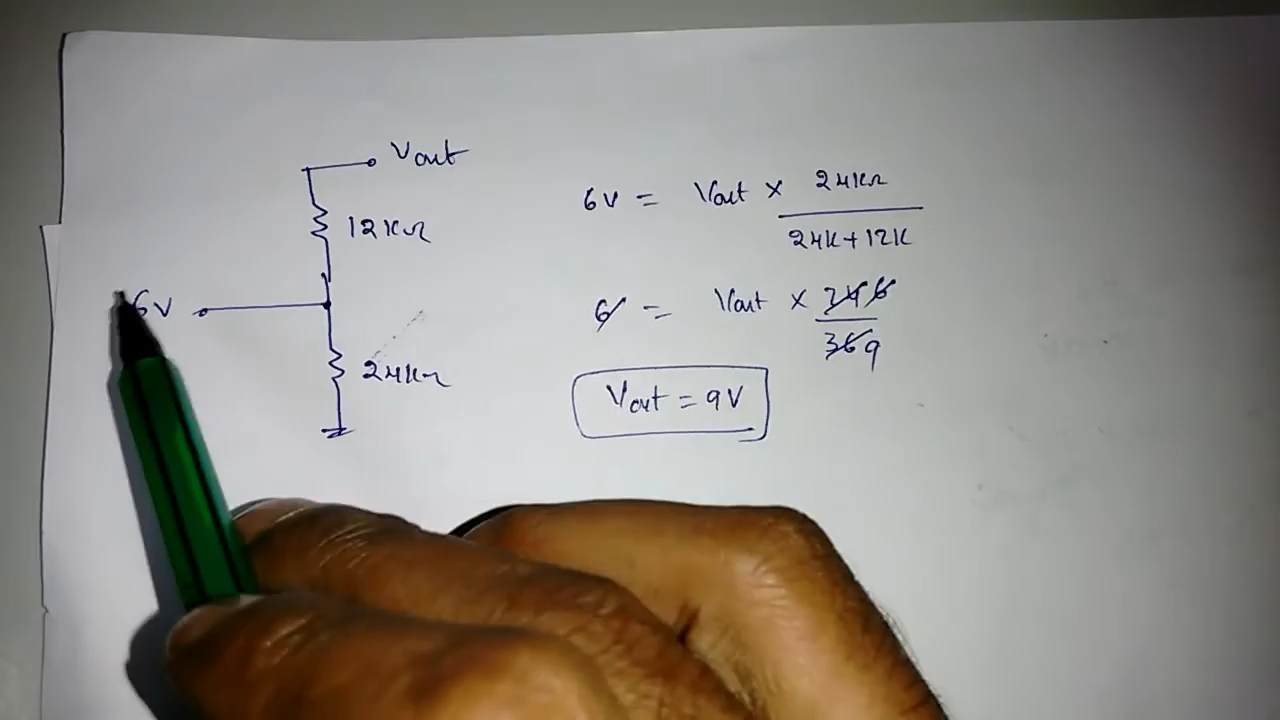 Vout
12KΩ
6V
24KΩ
6V = Vout × 24KΩ / 24K+12K
6 = Vout × 24 6 / 36 9
Vout = 9V